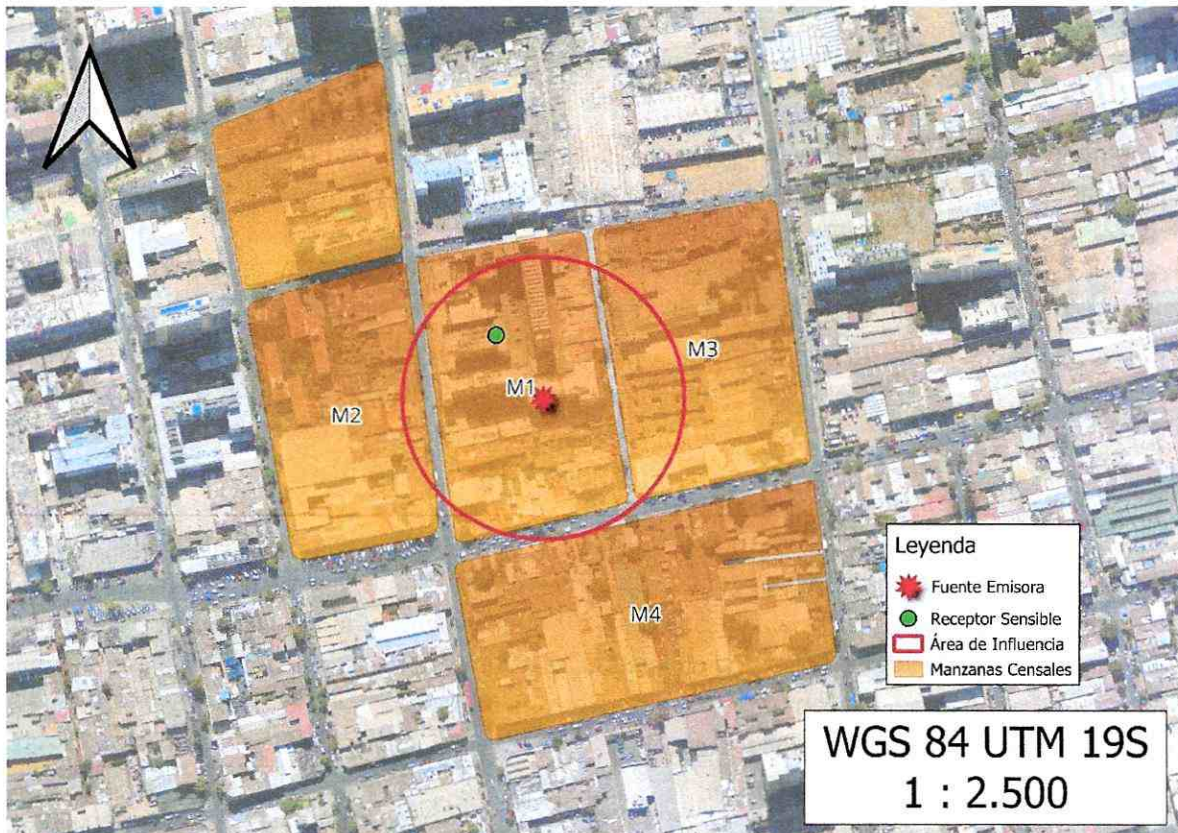 M1
M2
M3
M4
Leyenda
Fuente Emisora
Receptor Sensible
Área de Influencia
Manzanas Censales
WGS 84 UTM 19S
1 : 2.500